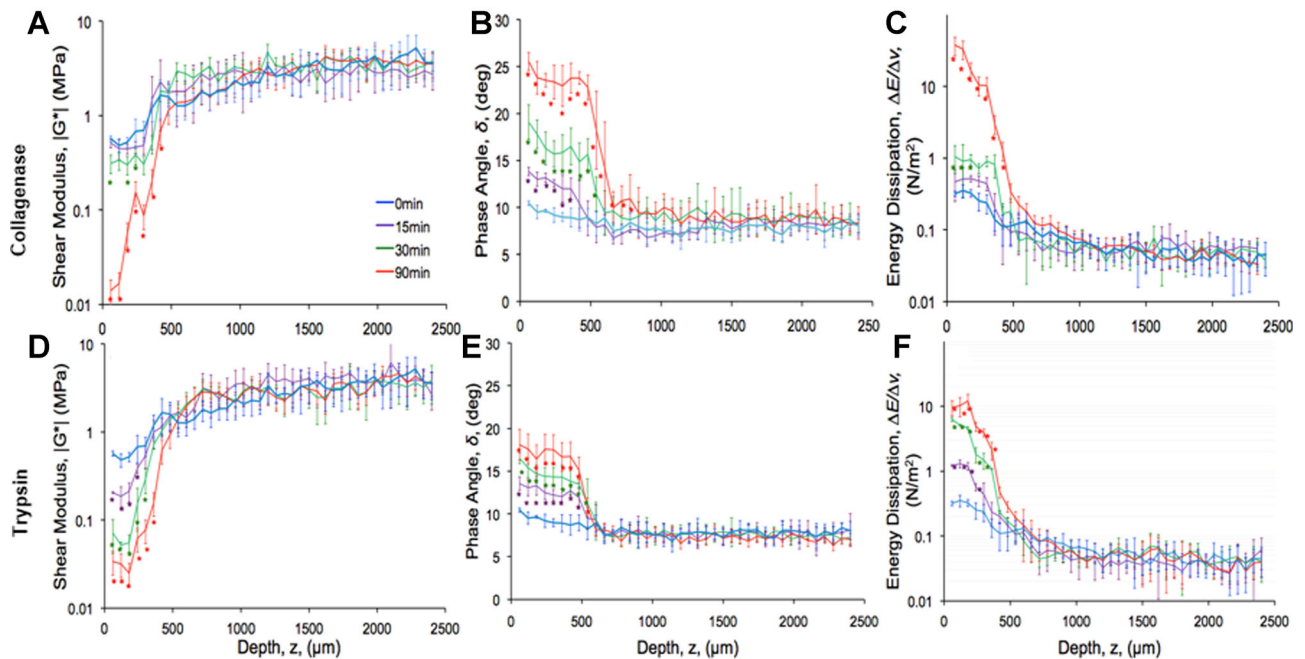 A
B
C
Collagenase
Shear Modulus, |G*| (MPa)
10
1
0.1
0.01
0min
15min
30min
90min
0
500
1000
1500
2000
2500
Phase Angle, δ, (deg)
30
25
20
15
10
5
0
0
500
1000
1500
2000
2500
Energy Dissipation, ΔE/Δv,
(N/m²)
10
1
0.1
0.01
0
500
1000
1500
2000
2500
D
E
F
Trypsin
Shear Modulus, |G*| (MPa)
10
1
0.1
0.01
0
500
1000
1500
2000
2500
Depth, z, (µm)
Phase Angle, δ, (deg)
30
25
20
15
10
5
0
0
500
1000
1500
2000
2500
Depth, z, (µm)
Energy Dissipation, ΔE/Δv,
(N/m²)
10
1
0.1
0.01
0
500
1000
1500
2000
2500
Depth, z, (µm)